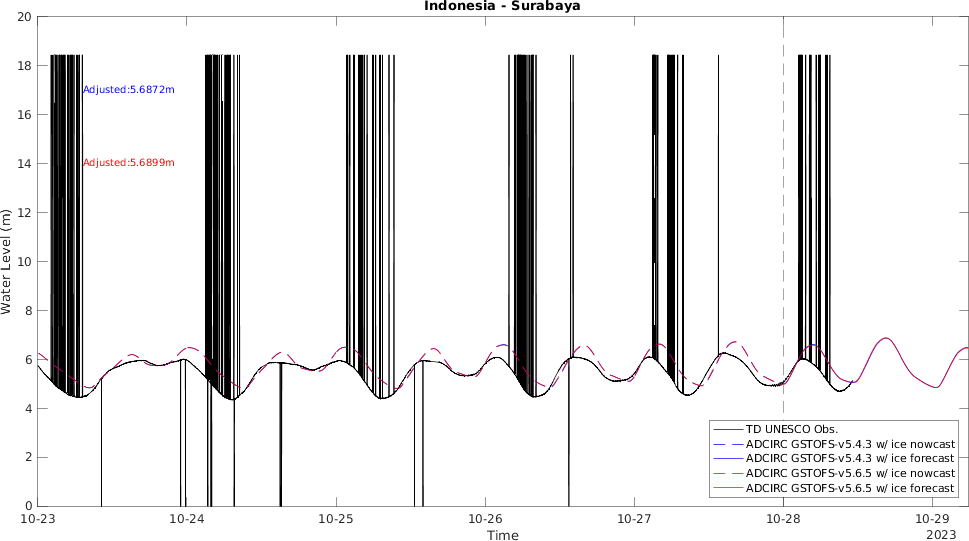 Indonesia - Surabaya
20
18
16
14
12
10
8
6
4
2
0
Water Level (m)
Adjusted:5.6872m
Adjusted:5.6899m
TD UNESCO Obs.
ADCIRC GSTOFS-v5.4.3 w/ ice nowcast
ADCIRC GSTOFS-v5.4.3 w/ ice forecast
ADCIRC GSTOFS-v5.6.5 w/ ice nowcast
ADCIRC GSTOFS-v5.6.5 w/ ice forecast
10-23 10-24 10-25 10-26 10-27 10-28 10-29
Time
2023